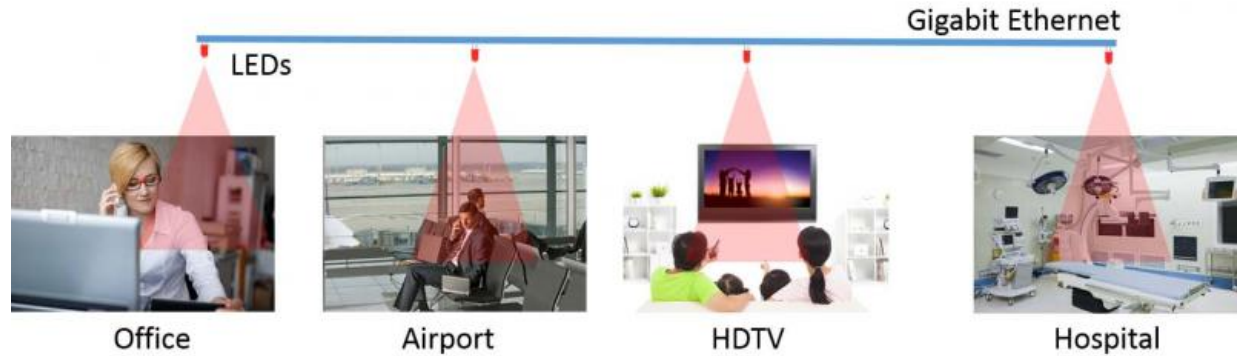 Gigabit Ethernet
LEDs
Office
Airport
HDTV
Hospital